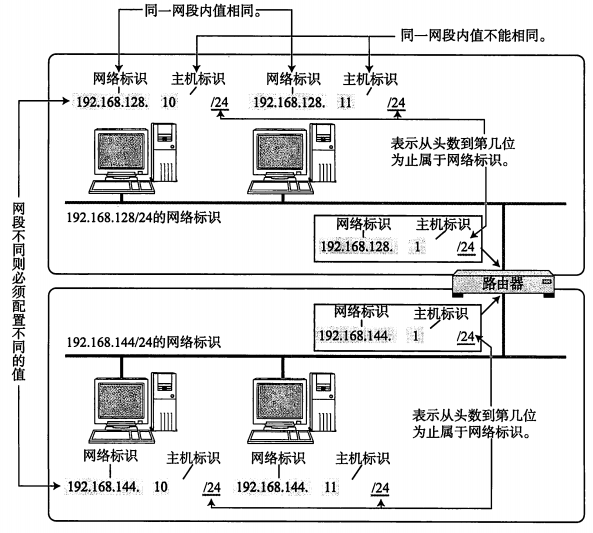 同一网段内值相同。
同一网段内值不能相同。
网络标识 主机标识 网络标识 主机标识
192.168.128. 10 /24 192.168.128. 11 /24
表示从头数到第几位
为止属于网络标识。
192.168.128/24的网络标识
网络标识 主机标识
192.168.128. 1 /24
网段不同则必须配置不同的值
路由器
网络标识 主机标识
192.168.144. 1 /24
192.168.144/24的网络标识
表示从头数到第几位
为止属于网络标识。
网络标识 主机标识 网络标识 主机标识
192.168.144. 10 /24 192.168.144. 11 /24